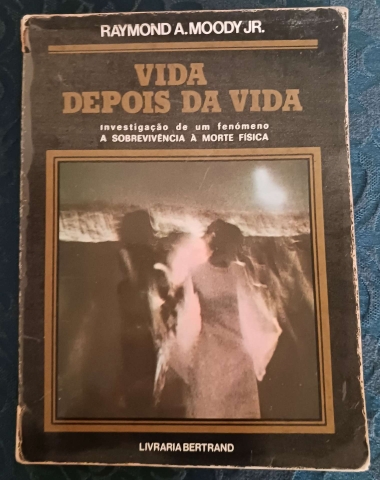 RAYMOND A. MOODY JR.
VIDA
DEPOIS DA VIDA
Investigação de um fenómeno
A SOBREVIVÊNCIA À MORTE FÍSICA
LIVRARIA BERTRAND